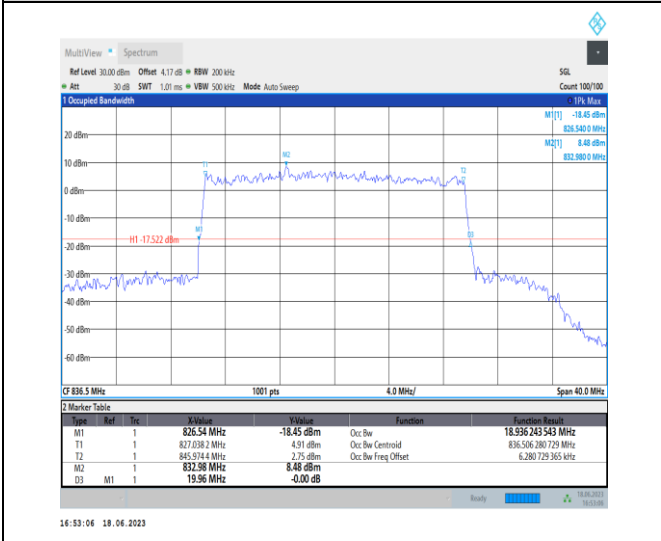 MultiView Spectrum
Ref Level 30.00 dBm Offset 4.17 dB RBW 200 kHz SGL
Att 30 dB SWT 1.01 ms VBW 500 kHz Mode Auto Sweep Count 100/100
1 Occupied Bandwidth 1Pk Max
M1[1] -18.45 dBm
826.540 0 MHz
20 dBm
M2[1] 8.48 dBm
832.980 0 MHz
M2
10 dBm
T1 T2
0 dBm
-10 dBm
M1 D3
H1 -17.522 dBm
-20 dBm
-30 dBm
-40 dBm
-50 dBm
-60 dBm
CF 836.5 MHz 1001 pts 4.0 MHz/ Span 40.0 MHz
2 Marker Table
Type Ref Trc X-Value Y-Value Function Function Result
M1 1 826.54 MHz -18.45 dBm Occ Bw 18.936 243 543 MHz
T1 1 827.038 2 MHz 4.91 dBm Occ Bw Centroid 836.506 280 729 MHz
T2 1 845.974 4 MHz 2.75 dBm Occ Bw Freq Offset 6.280 729 365 kHz
M2 1 832.98 MHz 8.48 dBm
D3 M1 1 19.96 MHz -0.00 dB
Ready 18.06.2023
16:53:06
16:53:06 18.06.2023